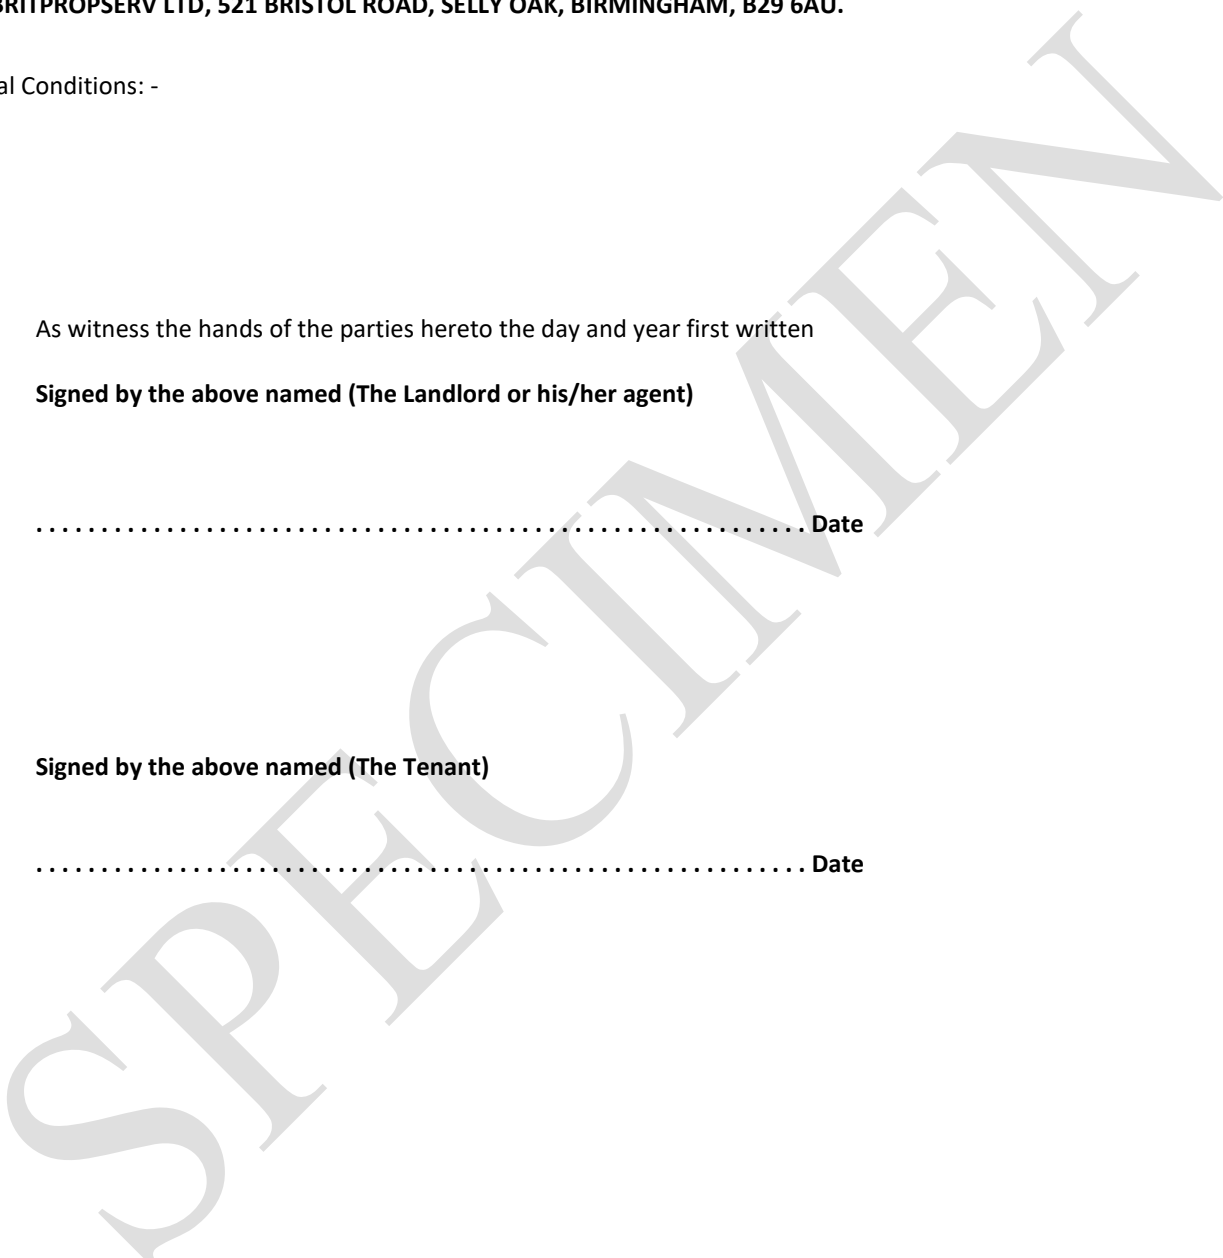 BRITPROPSERV LTD, 521 BRISTOL ROAD, SELLY OAK, BIRMINGHAM, B29 6AU.
al Conditions: -
As witness the hands of the parties hereto the day and year first written
Signed by the above named (The Landlord or his/her agent)
. . . . . . . . . . . . . . . . . . . . . . . . . . . . . . . . . . . . . . . . . . . . . . . . . . . . . . . . . . . Date
Signed by the above named (The Tenant)
. . . . . . . . . . . . . . . . . . . . . . . . . . . . . . . . . . . . . . . . . . . . . . . . . . . . . . . . . . . Date
SPECIMEN